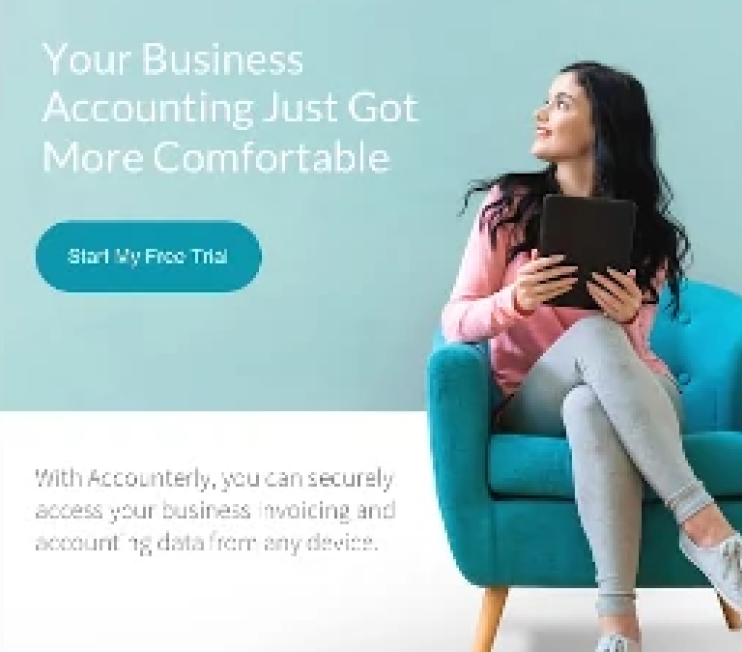 Your Business
Accounting Just Got
More Comfortable
Start My Free Trial
With Accounterly, you can securely
access your business invoicing and
accounting data from any device.